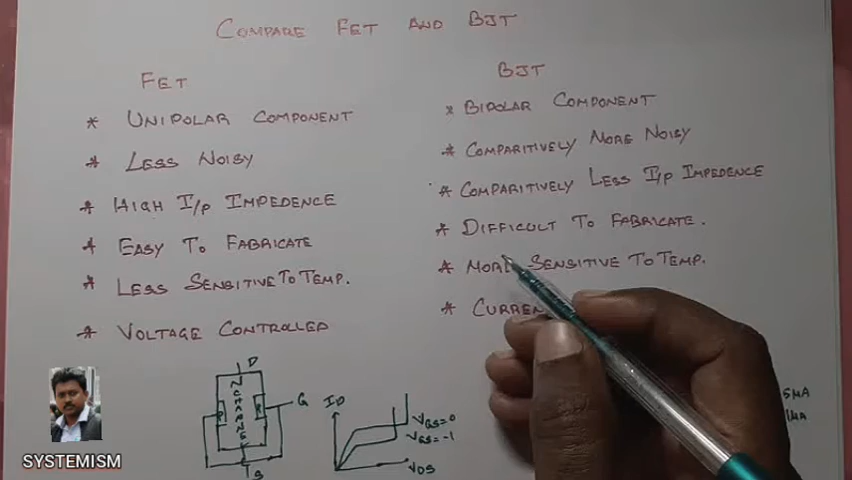 COMPARE FET AND BJT
FET
* UNIPOLAR COMPONENT
* LESS NOISY
* HIGH I/P IMPEDENCE
* EASY TO FABRICATE
* LESS SENSITIVE TO TEMP.
* VOLTAGE CONTROLLED
BJT
* BIPOLAR COMPONENT
* COMPARITIVELY MORE NOISY
* COMPARITIVELY LESS I/P IMPEDENCE
* DIFFICULT TO FABRICATE.
* MORE SENSITIVE TO TEMP.
* CURREN
D
G
S
ID
VGS=0
VGS=-1
VDS
5MA
1MA
SYSTEMISM